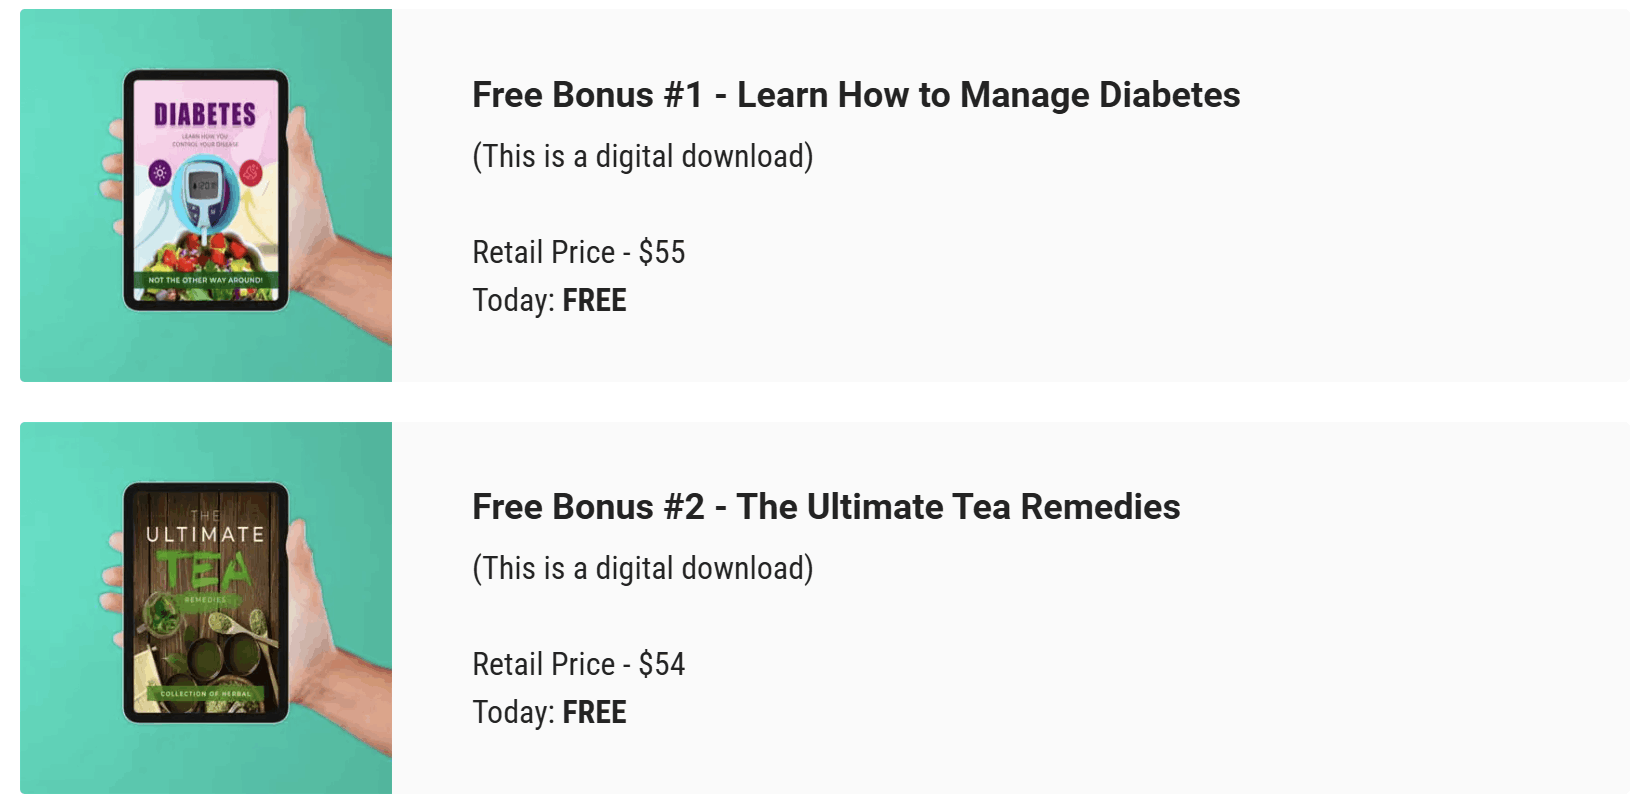 DIABETES
LEARN HOW YOU
CONTROL YOUR DISEASE
NOT THE OTHER WAY AROUND!
Free Bonus #1 - Learn How to Manage Diabetes
(This is a digital download)
Retail Price - $55
Today: FREE
THE
ULTIMATE
TEA
REMEDIES
COLLECTION OF HERBAL
Free Bonus #2 - The Ultimate Tea Remedies
(This is a digital download)
Retail Price - $54
Today: FREE